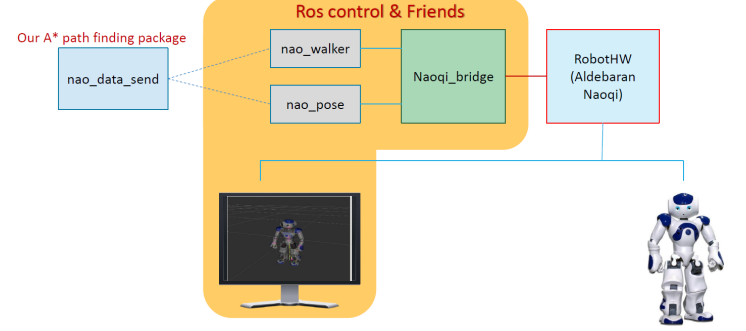 Ros control & Friends
Our A* path finding package
nao_data_send
nao_walker
nao_pose
Naoqi_bridge
RobotHW
(Aldebaran
Naoqi)